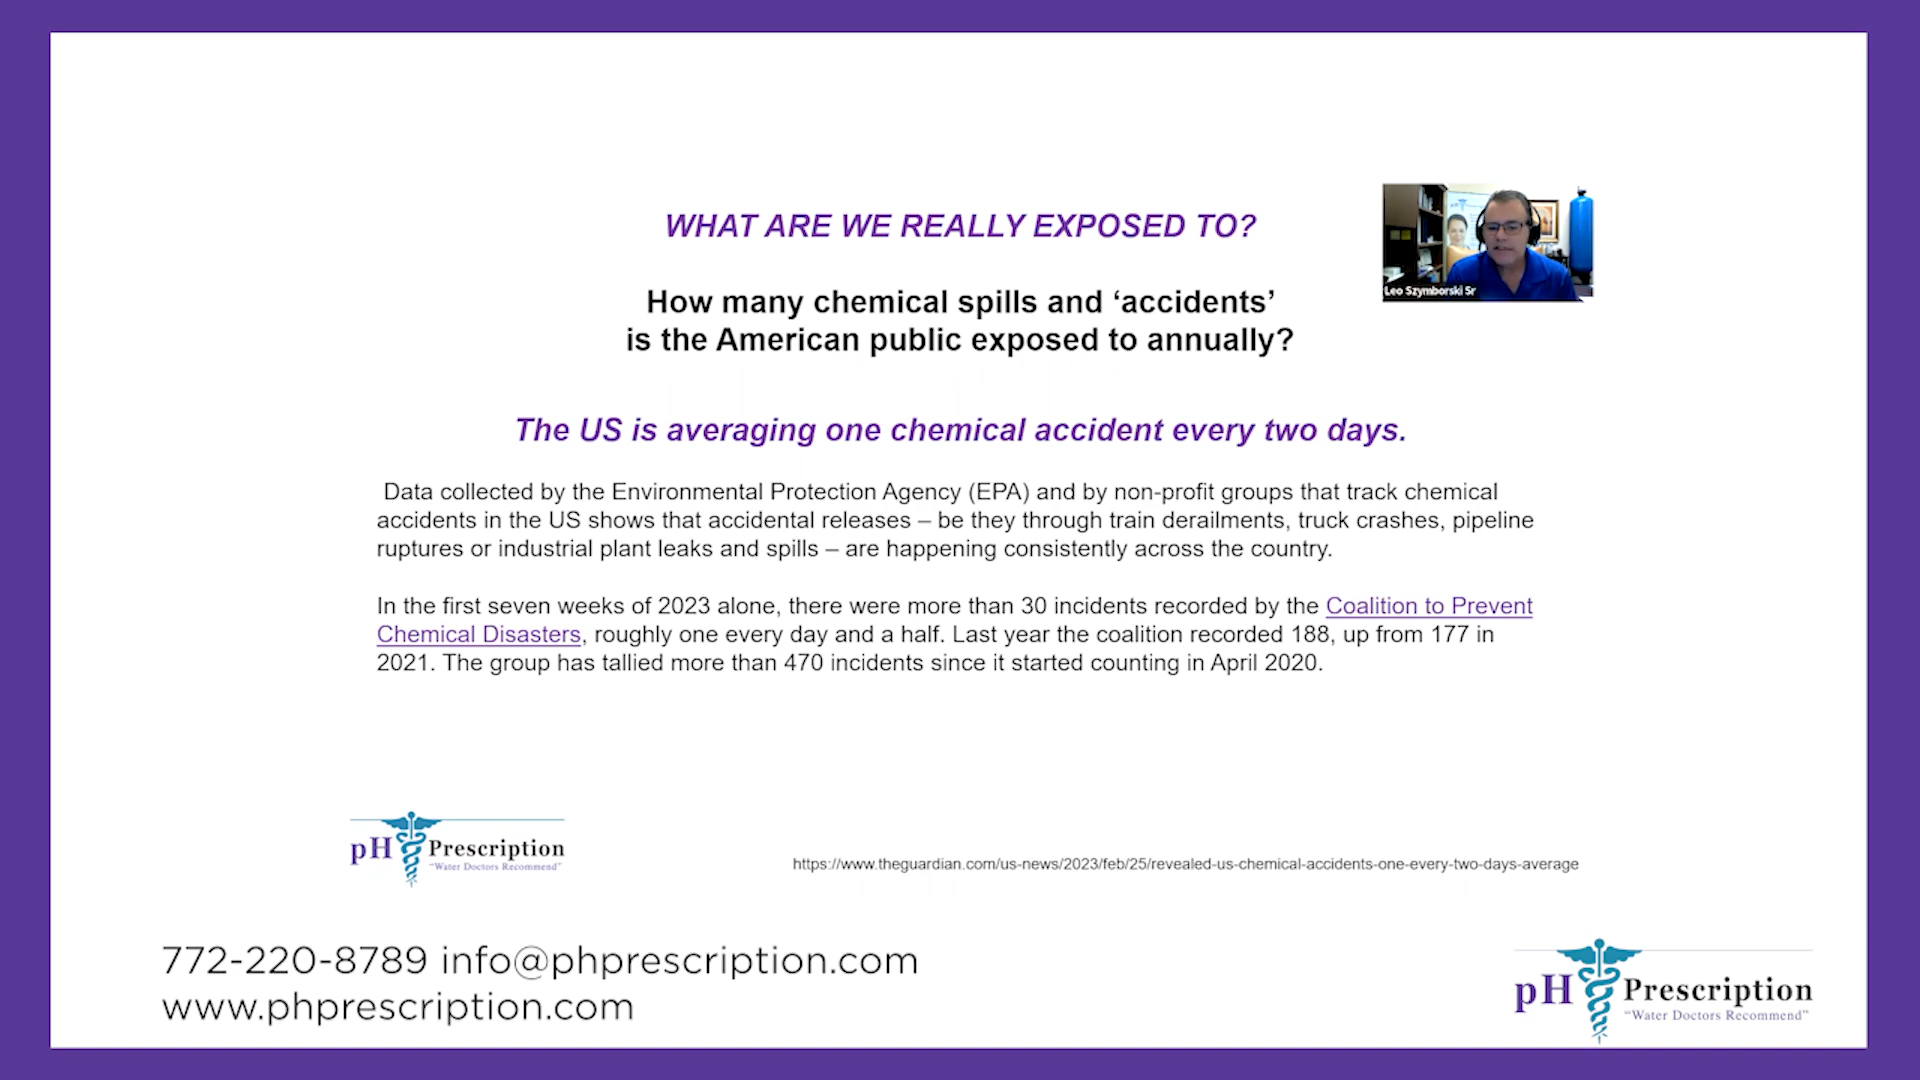 WHAT ARE WE REALLY EXPOSED TO?
How many chemical spills and ‘accidents’
is the American public exposed to annually?
Leo Szymborski Sr
The US is averaging one chemical accident every two days.
Data collected by the Environmental Protection Agency (EPA) and by non-profit groups that track chemical
accidents in the US shows that accidental releases – be they through train derailments, truck crashes, pipeline
ruptures or industrial plant leaks and spills – are happening consistently across the country.
In the first seven weeks of 2023 alone, there were more than 30 incidents recorded by the Coalition to Prevent
Chemical Disasters, roughly one every day and a half. Last year the coalition recorded 188, up from 177 in
2021. The group has tallied more than 470 incidents since it started counting in April 2020.
pH Prescription
“Water Doctors Recommend”
https://www.theguardian.com/us-news/2023/feb/25/revealed-us-chemical-accidents-one-every-two-days-average
772-220-8789 info@phprescription.com
www.phprescription.com
pH Prescription
“Water Doctors Recommend”